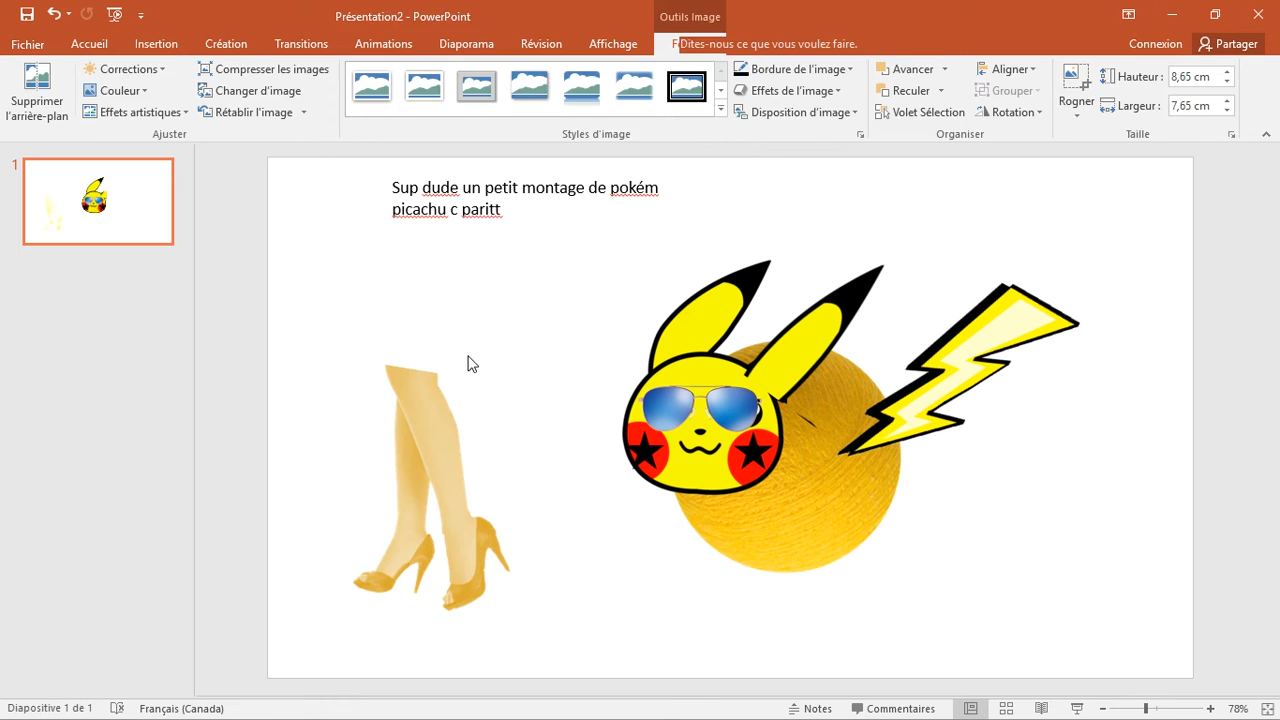 Présentation2 - PowerPoint
Outils Image
Fichier Accueil Insertion Création Transitions Animations Diaporama Révision Affichage Dites-nous ce que vous voulez faire. Connexion Partager
Supprimer l'arrière-plan
Corrections
Couleur
Effets artistiques
Compresser les images
Changer d'image
Rétablir l'image
Ajuster
Styles d'image
Bordure de l'image
Effets de l'image
Disposition d'image
Avancer
Reculer
Volet Sélection
Aligner
Grouper
Rotation
Organiser
Rogner
Hauteur : 8,65 cm
Largeur : 7,65 cm
Taille
1
Sup dude un petit montage de pokém
picachu c paritt
Diapositive 1 de 1 Français (Canada) Notes Commentaires 78%